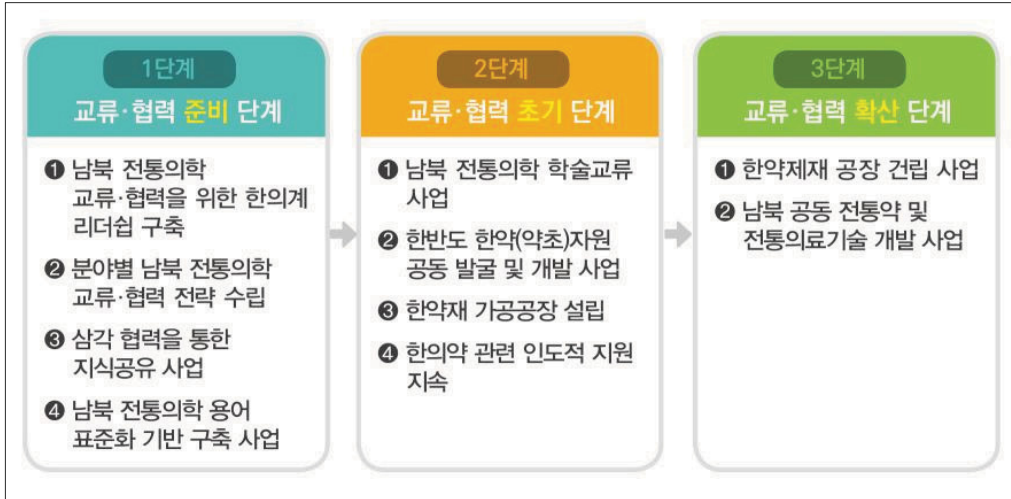 1단계
교류·협력 준비 단계
❶ 남북 전통의학
교류·협력을 위한 한의계
리더쉽 구축
❷ 분야별 남북 전통의학
교류·협력 전략 수립
❸ 삼각 협력을 통한
지식공유 사업
❹ 남북 전통의학 용어
표준화 기반 구축 사업
2단계
교류·협력 초기 단계
❶ 남북 전통의학 학술교류
사업
❷ 한반도 한약(약초)자원
공동 발굴 및 개발 사업
❸ 한약재 가공공장 설립
❹ 한의약 관련 인도적 지원
지속
3단계
교류·협력 확산 단계
❶ 한약제재 공장 건립 사업
❷ 남북 공동 전통약 및
전통의료기술 개발 사업